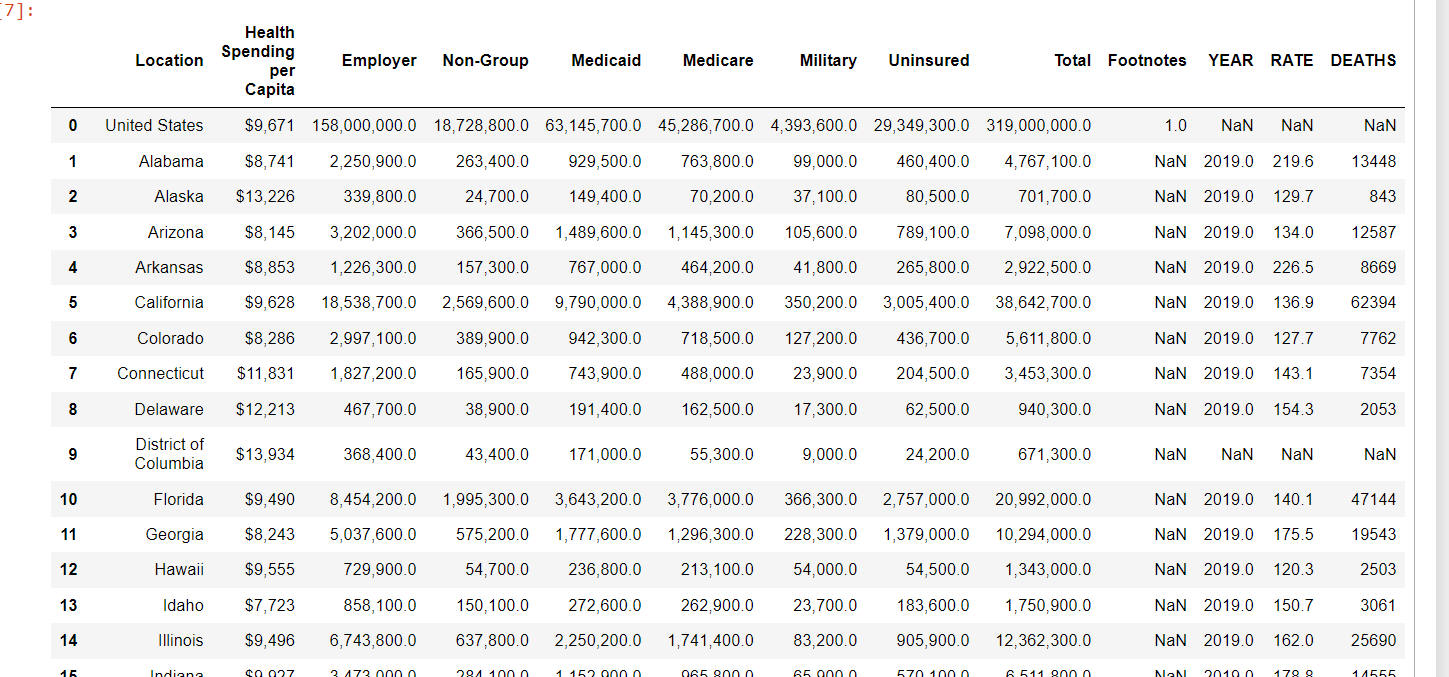 [7]:
Location Health Spending per Capita Employer Non-Group Medicaid Medicare Military Uninsured Total Footnotes YEAR RATE DEATHS
0 United States $9,671 158,000,000.0 18,728,800.0 63,145,700.0 45,286,700.0 4,393,600.0 29,349,300.0 319,000,000.0 1.0 NaN NaN NaN
1 Alabama $8,741 2,250,900.0 263,400.0 929,500.0 763,800.0 99,000.0 460,400.0 4,767,100.0 NaN 2019.0 219.6 13448
2 Alaska $13,226 339,800.0 24,700.0 149,400.0 70,200.0 37,100.0 80,500.0 701,700.0 NaN 2019.0 129.7 843
3 Arizona $8,145 3,202,000.0 366,500.0 1,489,600.0 1,145,300.0 105,600.0 789,100.0 7,098,000.0 NaN 2019.0 134.0 12587
4 Arkansas $8,853 1,226,300.0 157,300.0 767,000.0 464,200.0 41,800.0 265,800.0 2,922,500.0 NaN 2019.0 226.5 8669
5 California $9,628 18,538,700.0 2,569,600.0 9,790,000.0 4,388,900.0 350,200.0 3,005,400.0 38,642,700.0 NaN 2019.0 136.9 62394
6 Colorado $8,286 2,997,100.0 389,900.0 942,300.0 718,500.0 127,200.0 436,700.0 5,611,800.0 NaN 2019.0 127.7 7762
7 Connecticut $11,831 1,827,200.0 165,900.0 743,900.0 488,000.0 23,900.0 204,500.0 3,453,300.0 NaN 2019.0 143.1 7354
8 Delaware $12,213 467,700.0 38,900.0 191,400.0 162,500.0 17,300.0 62,500.0 940,300.0 NaN 2019.0 154.3 2053
9 District of Columbia $13,934 368,400.0 43,400.0 171,000.0 55,300.0 9,000.0 24,200.0 671,300.0 NaN NaN NaN NaN
10 Florida $9,490 8,454,200.0 1,995,300.0 3,643,200.0 3,776,000.0 366,300.0 2,757,000.0 20,992,000.0 NaN 2019.0 140.1 47144
11 Georgia $8,243 5,037,600.0 575,200.0 1,777,600.0 1,296,300.0 228,300.0 1,379,000.0 10,294,000.0 NaN 2019.0 175.5 19543
12 Hawaii $9,555 729,900.0 54,700.0 236,800.0 213,100.0 54,000.0 54,500.0 1,343,000.0 NaN 2019.0 120.3 2503
13 Idaho $7,723 858,100.0 150,100.0 272,600.0 262,900.0 23,700.0 183,600.0 1,750,900.0 NaN 2019.0 150.7 3061
14 Illinois $9,496 6,743,800.0 637,800.0 2,250,200.0 1,741,400.0 83,200.0 905,900.0 12,362,300.0 NaN 2019.0 162.0 25690
15 Indiana $9,927 3,473,000.0 284,100.0 1,152,900.0 965,800.0 65,900.0 570,100.0 6,511,800.0 NaN 2019.0 178.8 14555